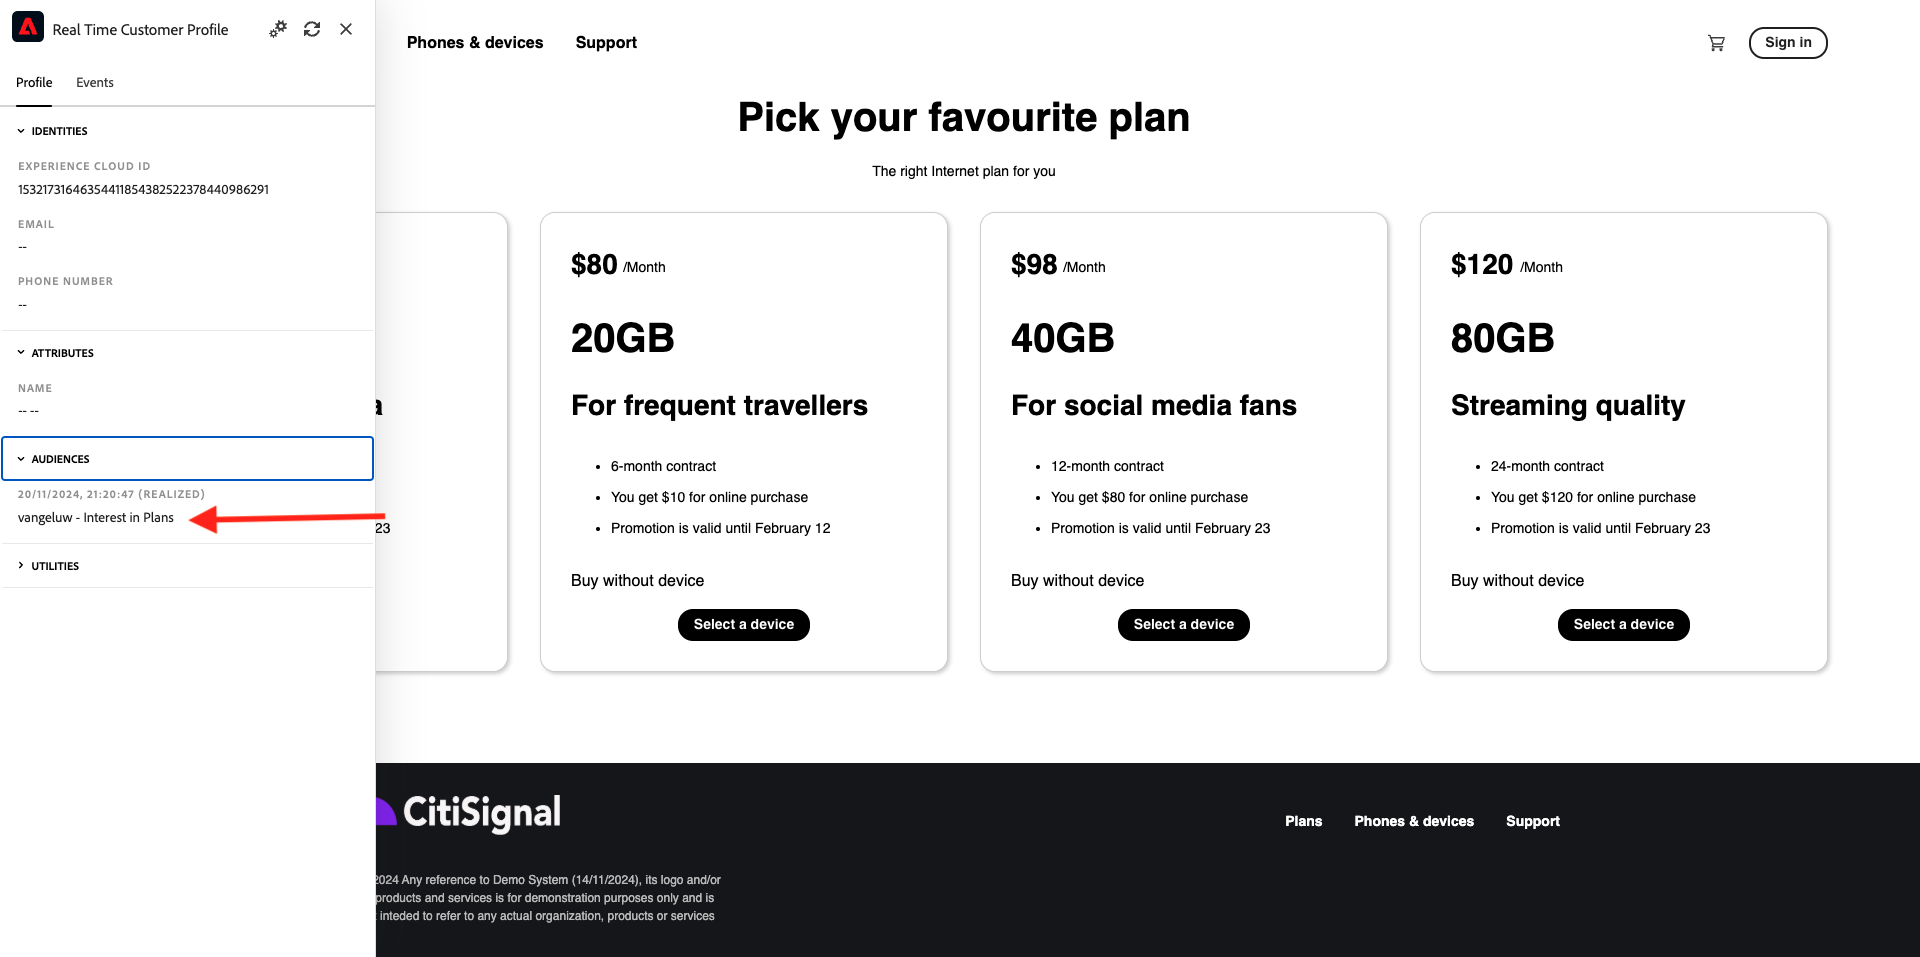 Real Time Customer Profile
Profile
Events
IDENTITIES
EXPERIENCE CLOUD ID
15321731646354411854382522378440986291
EMAIL
--
PHONE NUMBER
--
ATTRIBUTES
NAME
-- --
AUDIENCES
20/11/2024, 21:20:47 (REALIZED)
vangeluw - Interest in Plans
UTILITIES
Phones & devices
Support
Sign in
Pick your favourite plan
The right Internet plan for you
a
23
$80 /Month
20GB
For frequent travellers
• 6-month contract
• You get $10 for online purchase
• Promotion is valid until February 12
Buy without device
Select a device
$98 /Month
40GB
For social media fans
• 12-month contract
• You get $80 for online purchase
• Promotion is valid until February 23
Buy without device
Select a device
$120 /Month
80GB
Streaming quality
• 24-month contract
• You get $120 for online purchase
• Promotion is valid until February 23
Buy without device
Select a device
CitiSignal
Plans
Phones & devices
Support
2024 Any reference to Demo System (14/11/2024), its logo and/or
products and services is for demonstration purposes only and is
inteded to refer to any actual organization, products or services